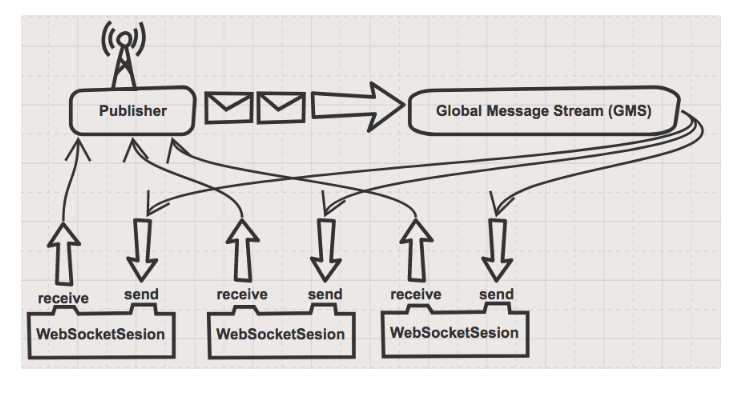 Publisher
Global Message Stream (GMS)
receive
send
receive
send
receive
send
WebSocketSesion
WebSocketSesion
WebSocketSesion